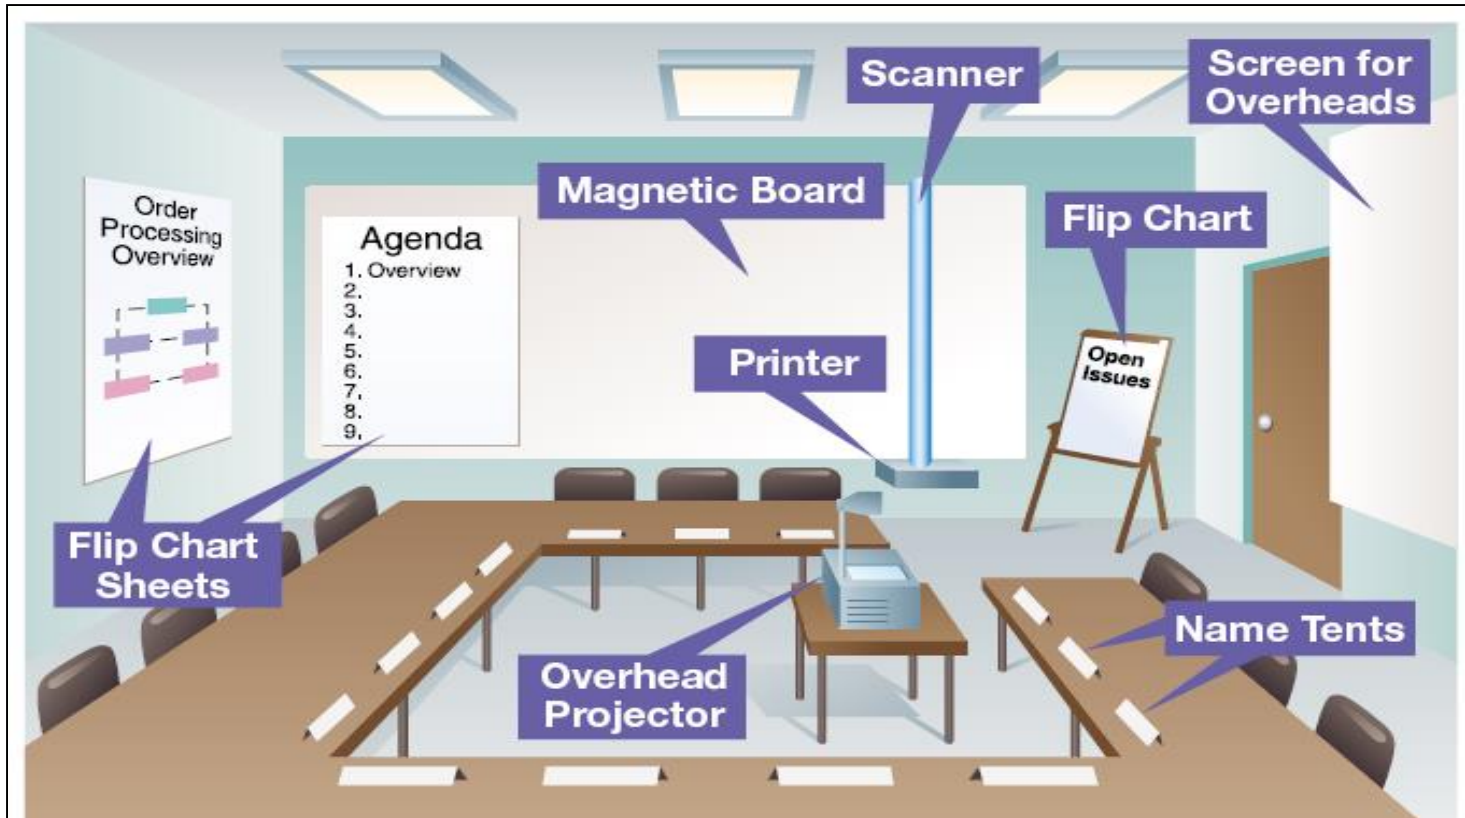 Scanner
Screen for
Overheads
Magnetic Board
Flip Chart
Order
Processing
Overview
Agenda
1. Overview
2.
3.
4.
5.
6.
7.
8.
9.
Printer
Open
Issues
Flip Chart
Sheets
Name Tents
Overhead
Projector